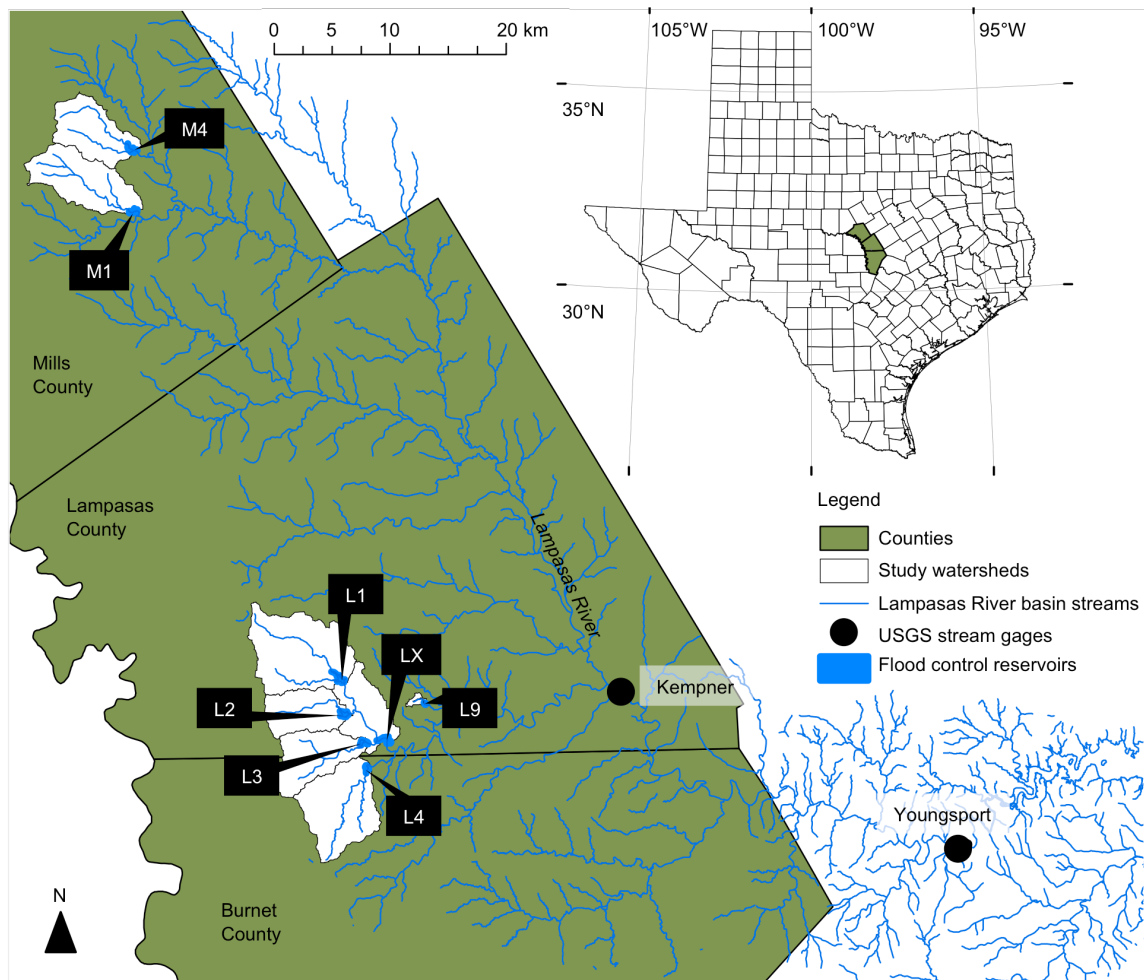 0 5 10 20 km
105°W 100°W 95°W
35°N
30°N
M4
M1
Mills
County
Lampasas
County
Lampasas River
L1
LX
L2
L9
L3
L4
Kempner
Youngsport
Burnet
County
N
Legend
Counties
Study watersheds
Lampasas River basin streams
USGS stream gages
Flood control reservoirs